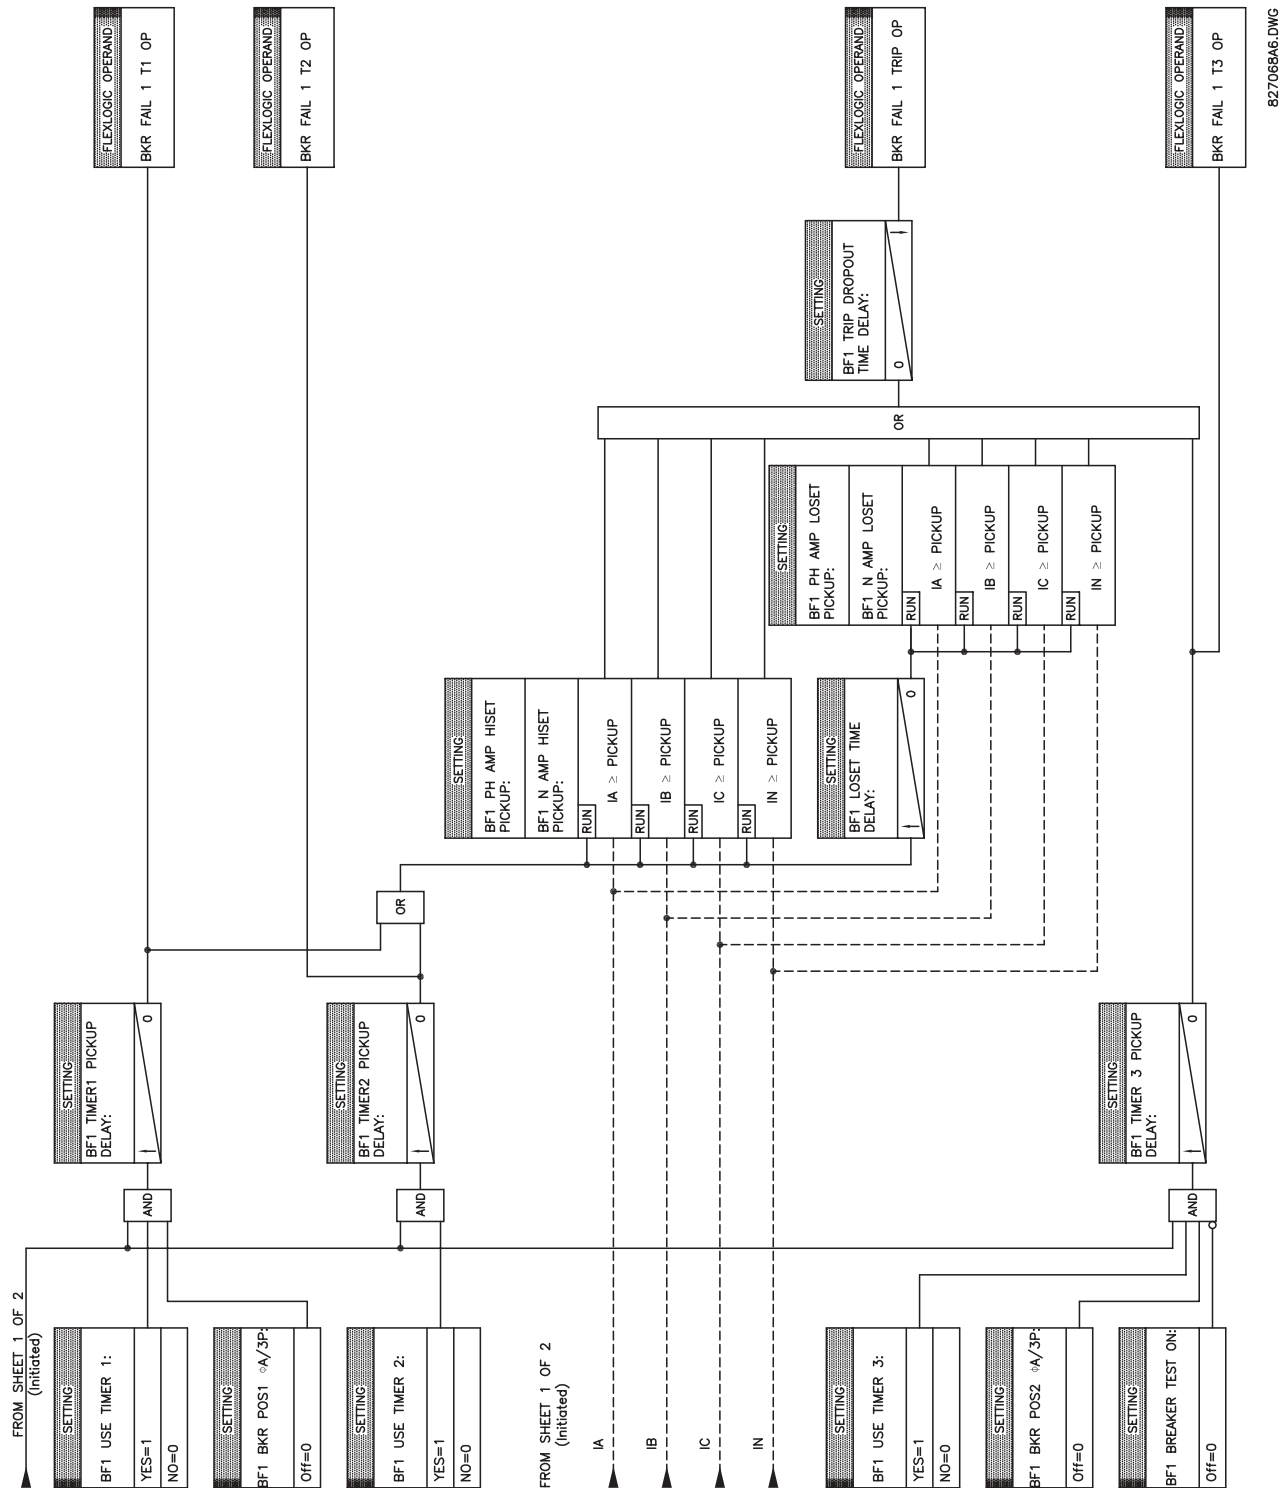 FROM SHEET 1 OF 2
(Initiated)
SETTING
BF1 USE TIMER 1:
YES=1
NO=0
SETTING
BF1 BKR POS1 ΦA/3P:
Off=0
SETTING
BF1 USE TIMER 2:
YES=1
NO=0
FROM SHEET 1 OF 2
(Initiated)
IA
IB
IC
IN
SETTING
BF1 USE TIMER 3:
YES=1
NO=0
SETTING
BF1 BKR POS2 ΦA/3P:
Off=0
SETTING
BF1 BREAKER TEST ON:
Off=0
AND
AND
AND
SETTING
BF1 TIMER1 PICKUP
DELAY:
0
SETTING
BF1 TIMER2 PICKUP
DELAY:
0
SETTING
BF1 TIMER 3 PICKUP
DELAY:
0
OR
SETTING
BF1 PH AMP HISET
PICKUP:
BF1 N AMP HISET
PICKUP:
RUN
IA ≥ PICKUP
RUN
IB ≥ PICKUP
RUN
IC ≥ PICKUP
RUN
IN ≥ PICKUP
SETTING
BF1 LOSET TIME
DELAY:
0
SETTING
BF1 PH AMP LOSET
PICKUP:
BF1 N AMP LOSET
PICKUP:
RUN
IA ≥ PICKUP
RUN
IB ≥ PICKUP
RUN
IC ≥ PICKUP
RUN
IN ≥ PICKUP
OR
SETTING
BF1 TRIP DROPOUT
TIME DELAY:
0
FLEXLOGIC OPERAND
BKR FAIL 1 T1 OP
FLEXLOGIC OPERAND
BKR FAIL 1 T2 OP
FLEXLOGIC OPERAND
BKR FAIL 1 TRIP OP
FLEXLOGIC OPERAND
BKR FAIL 1 T3 OP
827068A6.DWG